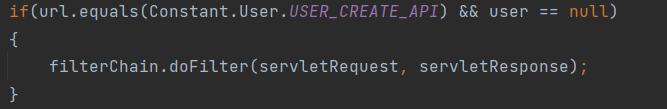 if(url.equals(Constant.User.USER_CREATE_API) && user == null)
{
filterChain.doFilter(servletRequest, servletResponse);
}